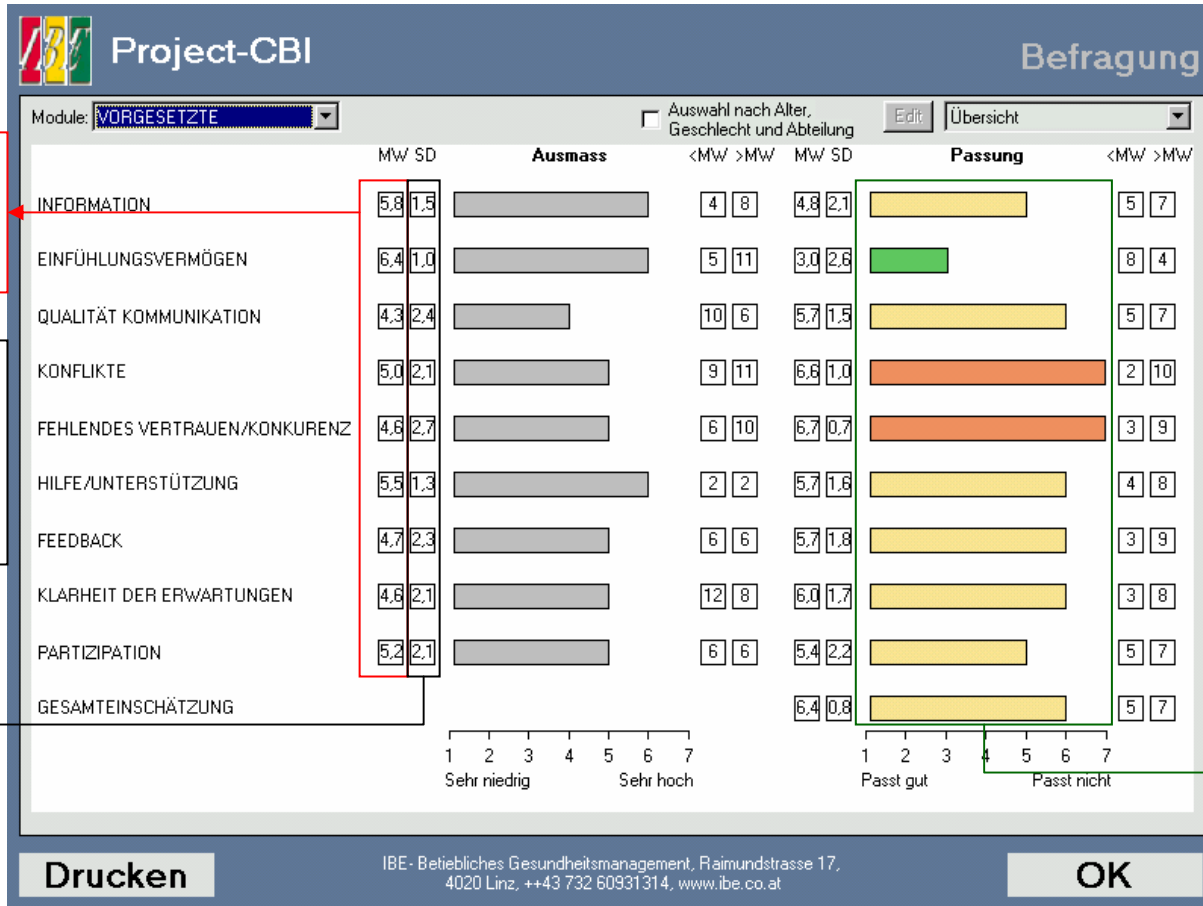 IBE Project-CBI Befragung
Module: VORGESETZTE Auswahl nach Alter, Geschlecht und Abteilung Edit Übersicht
MW SD Ausmass <MW >MW MW SD Passung <MW >MW
INFORMATION 5,8 1,5 4 8 4,8 2,1 5 7
EINFÜHLUNGSVERMÖGEN 6,4 1,0 5 11 3,0 2,6 8 4
QUALITÄT KOMMUNIKATION 4,3 2,4 10 6 5,7 1,5 5 7
KONFLIKTE 5,0 2,1 9 11 6,6 1,0 2 10
FEHLENDES VERTRAUEN/KONKURENZ 4,6 2,7 6 10 6,7 0,7 3 9
HILFE/UNTERSTÜTZUNG 5,5 1,3 2 2 5,7 1,6 4 8
FEEDBACK 4,7 2,3 6 6 5,7 1,8 3 9
KLARHEIT DER ERWARTUNGEN 4,6 2,1 12 8 6,0 1,7 3 8
PARTIZIPATION 5,2 2,1 6 6 5,4 2,2 5 7
GESAMTEINSCHÄTZUNG 6,4 0,8 5 7
1 2 3 4 5 6 7 1 2 3 4 5 6 7
Sehr niedrig Sehr hoch Passt gut Passt nicht
Drucken
IBE- Betiebliches Gesundheitsmanagement, Raimundstrasse 17,
4020 Linz, ++43 732 60931314, www.ibe.co.at
OK